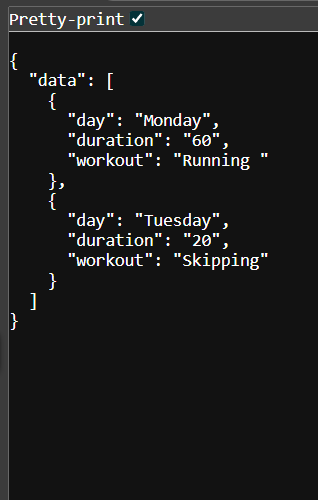 Pretty-print
{
  "data": [
    {
      "day": "Monday",
      "duration": "60",
      "workout": "Running "
    },
    {
      "day": "Tuesday",
      "duration": "20",
      "workout": "Skipping"
    }
  ]
}